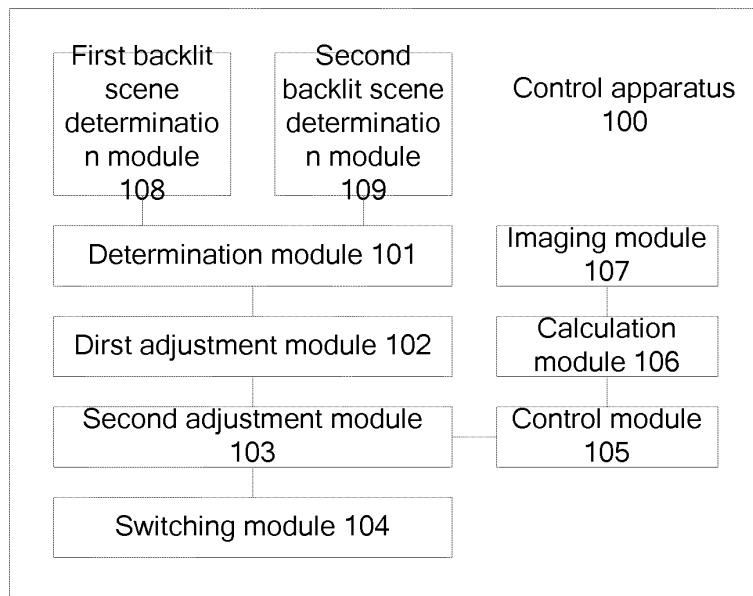 First backlit
scene
determinatio
n module
108
Second
backlit scene
determinatio
n module
109
Control apparatus
100
Determination module 101
Imaging module
107
Dirst adjustment module 102
Calculation
module 106
Second adjustment module
103
Control module
105
Switching module 104